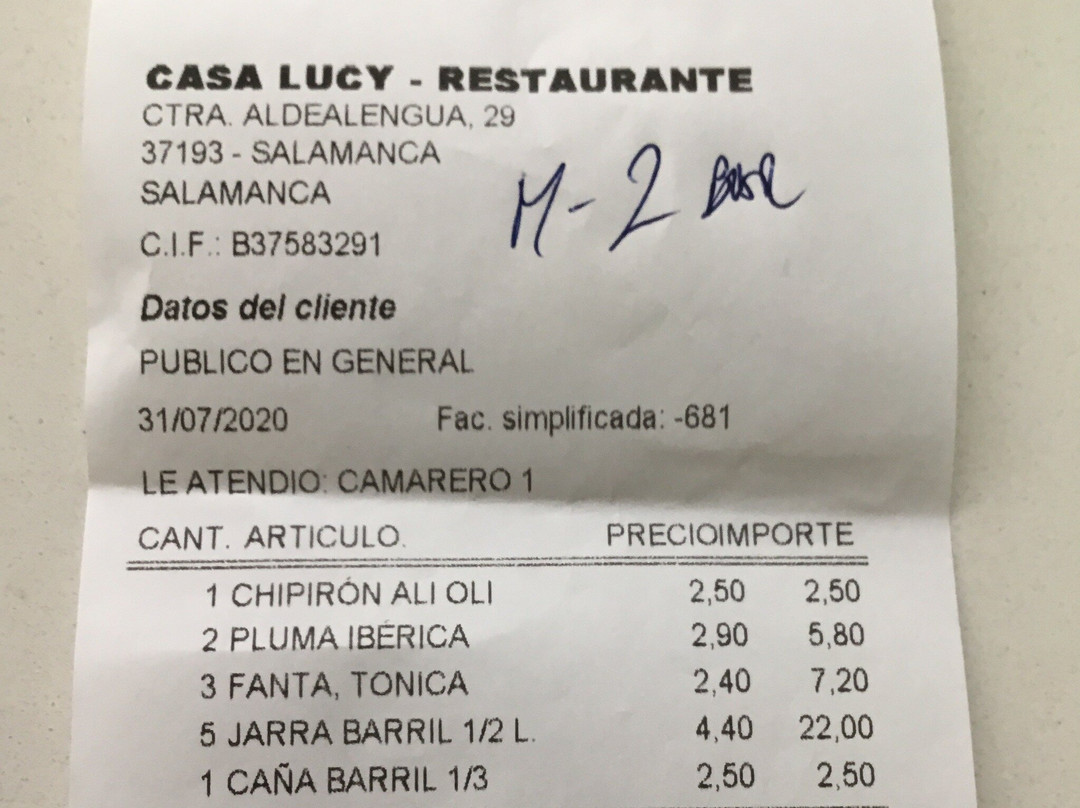 CASA LUCY - RESTAURANTE
CTRA. ALDEALENGUA, 29
37193 - SALAMANCA
SALAMANCA
M-2
C.I.F.: B37583291
Datos del cliente
PUBLICO EN GENERAL
31/07/2020 Fac. simplificada: -681
LE ATENDIO: CAMARERO 1
CANT. ARTICULO. PRECIOIMPORTE
1 CHIPIRÓN ALI OLI 2,50 2,50
2 PLUMA IBÉRICA 2,90 5,80
3 FANTA, TONICA 2,40 7,20
5 JARRA BARRIL 1/2 L. 4,40 22,00
1 CAÑA BARRIL 1/3 2,50 2,50